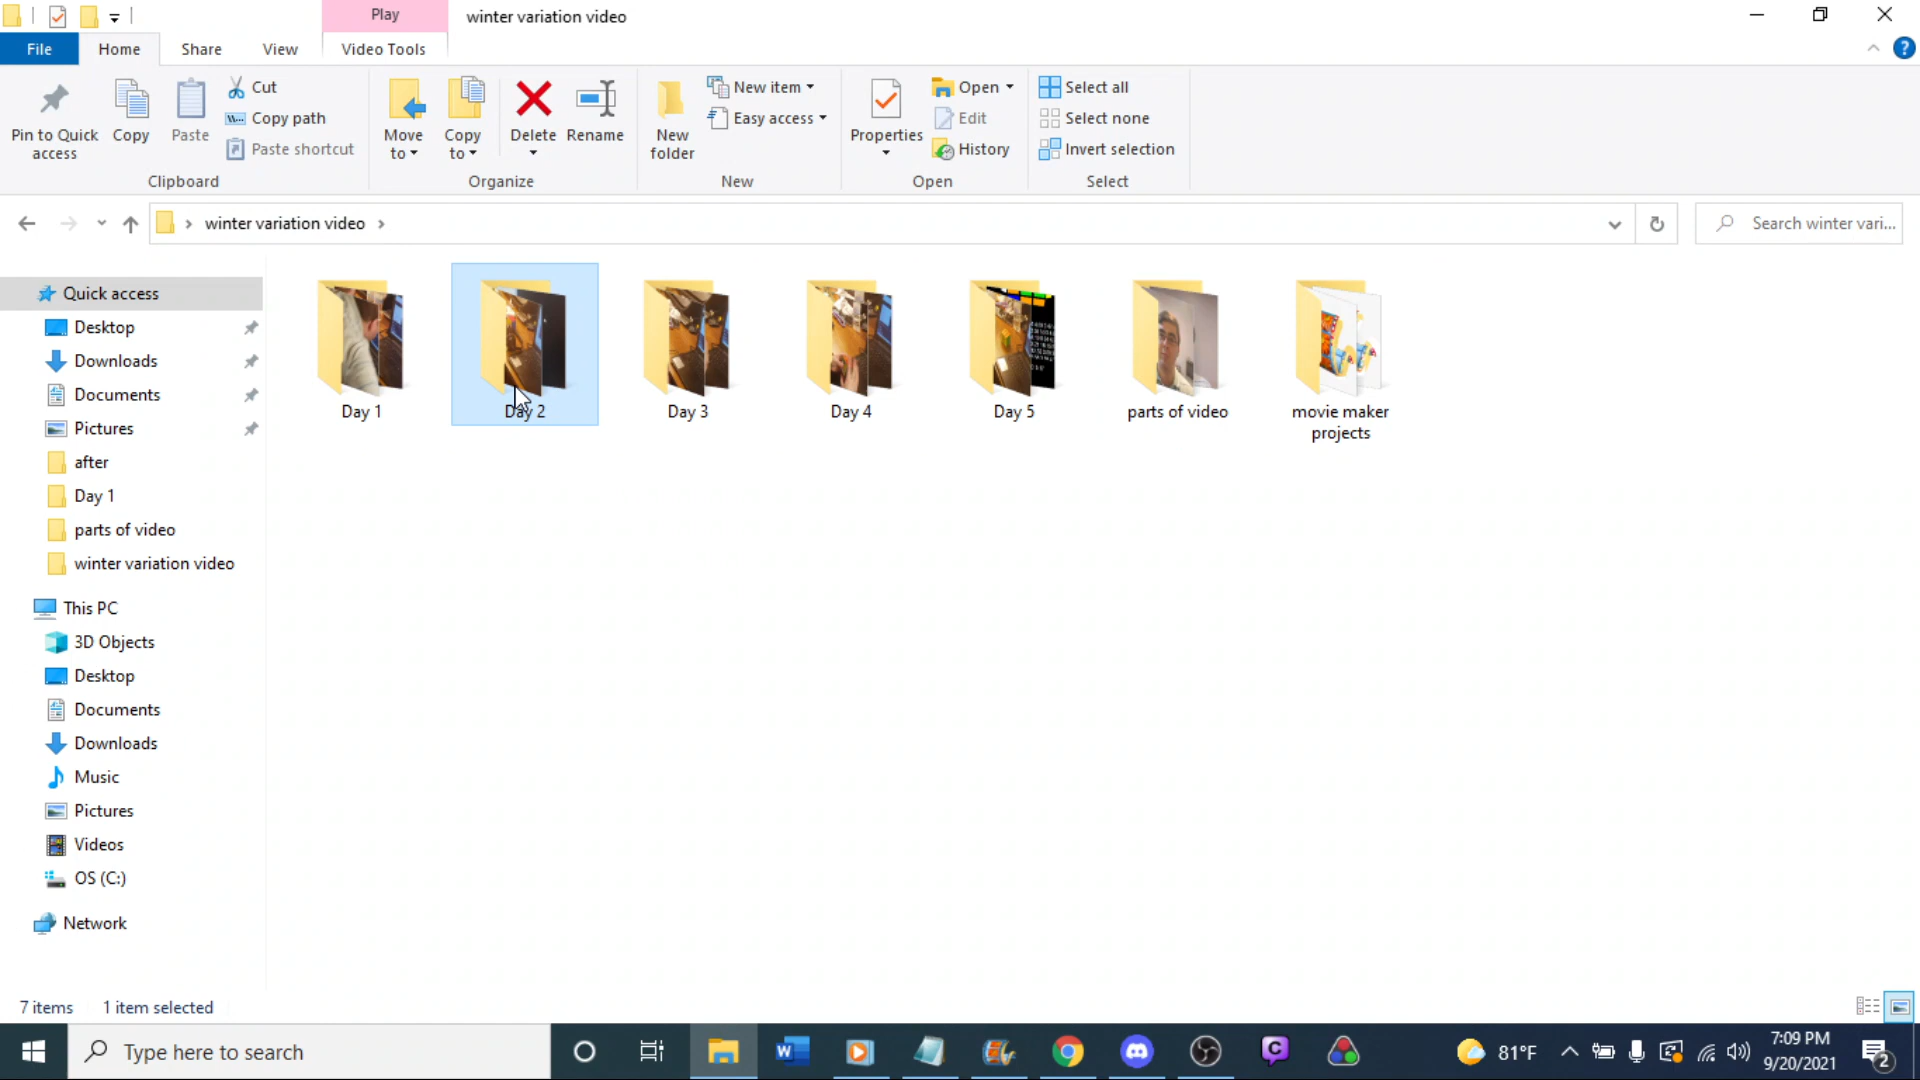 Play
winter variation video
File
Home
Share
View
Video Tools
Pin to Quick
access
Copy
Paste
Cut
Copy path
Paste shortcut
Clipboard
Move
to
Copy
to
Delete
Rename
Organize
New
folder
New item
Easy access
New
Properties
Open
Edit
History
Open
Select all
Select none
Invert selection
Select
winter variation video
Search winter vari...
Quick access
Desktop
Downloads
Documents
Pictures
after
Day 1
parts of video
winter variation video
This PC
3D Objects
Desktop
Documents
Downloads
Music
Pictures
Videos
OS (C:)
Network
Day 1
Day 2
Day 3
Day 4
Day 5
parts of video
movie maker
projects
7 items
1 item selected
Type here to search
81°F
7:09 PM
9/20/2021
2